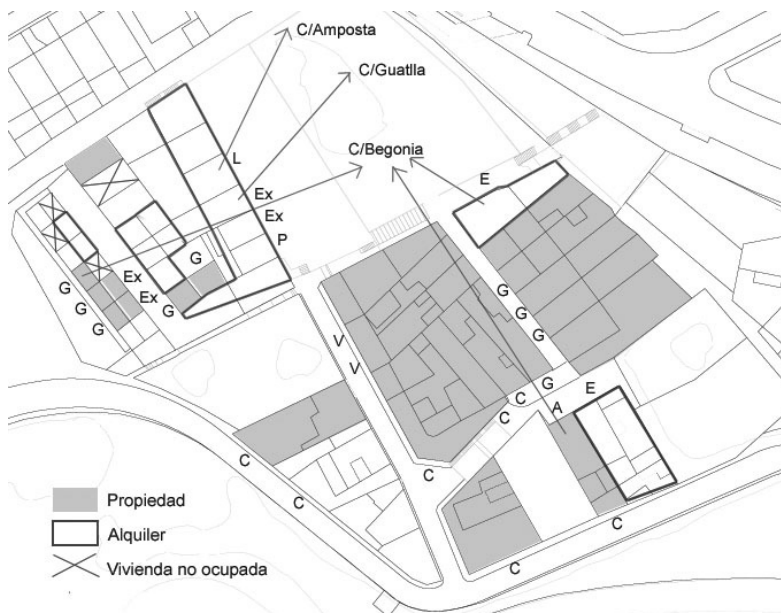 C/Amposta
C/Guatlla
C/Begonia
L
E
Ex
Ex
P
G
Ex
G
Ex
G
G
G
G
G
G
V
V
G
E
C
C
A
C
C
C
C
C
Propiedad
Alquiler
Vivienda no ocupada